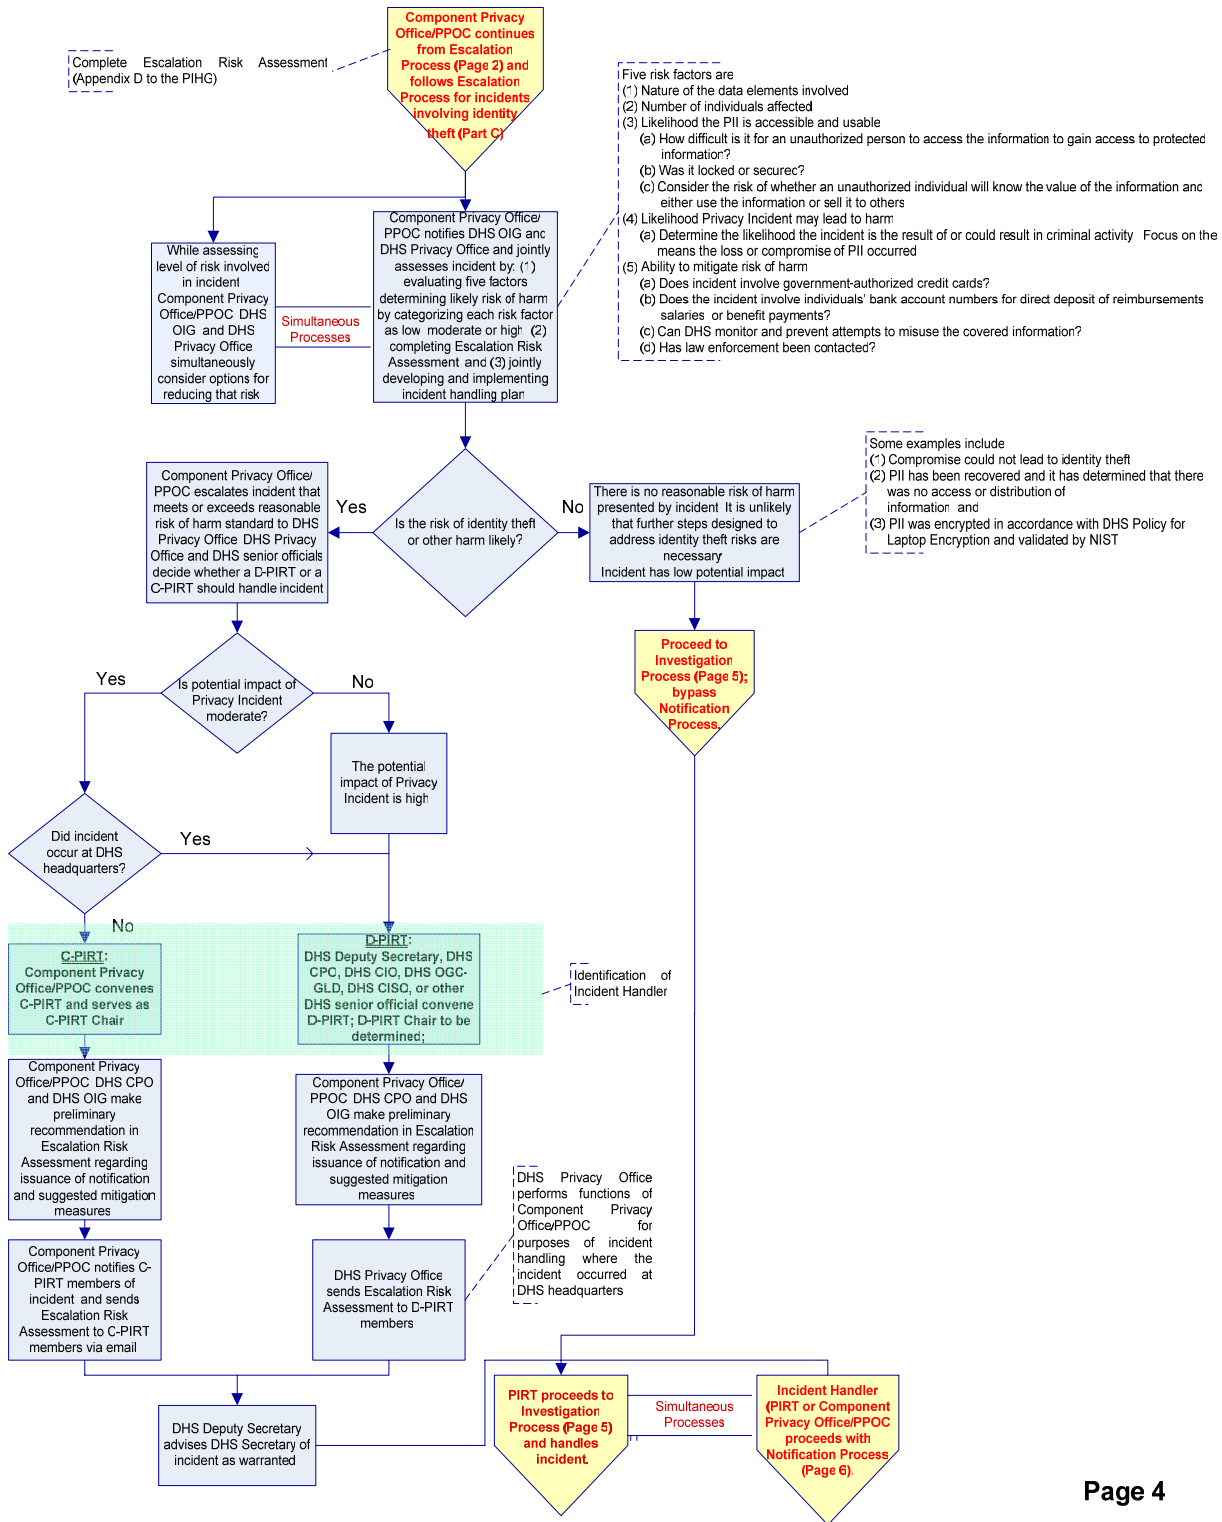 Component Privacy
Office/PPOC continues
from Escalation
Process (Page 2) and
follows Escalation
Process for incidents
involving identity
theft (Part C)
Complete Escalation Risk Assessment
(Appendix D to the PIHG)
Five risk factors are
(1) Nature of the data elements involved
(2) Number of individuals affected
(3) Likelihood the PII is accessible and usable
(a) How difficult is it for an unauthorized person to access the information to gain access to protected
information?
(b) Was it locked or secured?
(c) Consider the risk of whether an unauthorized individual will know the value of the information and
either use the information or sell it to others
(4) Likelihood Privacy Incident may lead to harm
(a) Determine the likelihood the incident is the result of or could result in criminal activity Focus on the
means the loss or compromise of PII occurred
(5) Ability to mitigate risk of harm
(a) Does incident involve government-authorized credit cards?
(b) Does the incident involve individuals' bank account numbers for direct deposit of reimbursements
salaries or benefit payments?
(c) Can DHS monitor and prevent attempts to misuse the covered information?
(d) Has law enforcement been contacted?
While assessing
level of risk involved
in incident
Component Privacy
Office/PPOC DHS
OIG and DHS
Privacy Office
simultaneously
consider options for
reducing that risk
Simultaneous
Processes
Component Privacy Office/
PPOC notifies DHS OIG and
DHS Privacy Office and jointly
assesses incident by: (1)
evaluating five factors
determining likely risk of harm
by categorizing each risk factor
as low moderate or high (2)
completing Escalation Risk
Assessment and (3) jointly
developing and implementing
incident handling plan
Some examples include
(1) Compromise could not lead to identity theft
(2) PII has been recovered and it has determined that there
was no access or distribution of
information and
(3) PII was encrypted in accordance with DHS Policy for
Laptop Encryption and validated by NIST
Component Privacy Office/
PPOC escalates incident that
meets or exceeds reasonable
risk of harm standard to DHS
Privacy Office DHS Privacy
Office and DHS senior officials
decide whether a D-PIRT or a
C-PIRT should handle incident
Yes
Is the risk of identity theft
or other harm likely?
No
There is no reasonable risk of harm
presented by incident It is unlikely
that further steps designed to
address identity theft risks are
necessary
Incident has low potential impact
Proceed to
Investigation
Process (Page 5);
bypass
Notification
Process.
Yes
Is potential impact of
Privacy Incident
moderate?
No
The potential
impact of Privacy
Incident is high
Did incident
occur at DHS
headquarters?
Yes
No
C-PIRT:
Component Privacy
Office/PPOC convenes
C-PIRT and serves as
C-PIRT Chair
D-PIRT:
DHS Deputy Secretary, DHS
CPO, DHS CIO, DHS OGC-
GLD, DHS CISO, or other
DHS senior official convene
D-PIRT; D-PIRT Chair to be
determined;
Identification of
Incident Handler
Component Privacy
Office/PPOC DHS CPO
and DHS OIG make
preliminary
recommendation in
Escalation Risk
Assessment regarding
issuance of notification
and suggested mitigation
measures
Component Privacy Office/
PPOC DHS CPO and DHS
OIG make preliminary
recommendation in Escalation
Risk Assessment regarding
issuance of notification and
suggested mitigation
measures
DHS Privacy Office
performs functions of
Component Privacy
Office/PPOC for
purposes of incident
handling where the
incident occurred at
DHS headquarters
Component Privacy
Office/PPOC notifies C-
PIRT members of
incident and sends
Escalation Risk
Assessment to C-PIRT
members via email
DHS Privacy Office
sends Escalation Risk
Assessment to D-PIRT
members
DHS Deputy Secretary
advises DHS Secretary of
incident as warranted
PIRT proceeds to
Investigation
Process (Page 5)
and handles
incident.
Simultaneous
Processes
Incident Handler
(PIRT or Component
Privacy Office/PPOC
proceeds with
Notification Process
(Page 6).
Page 4